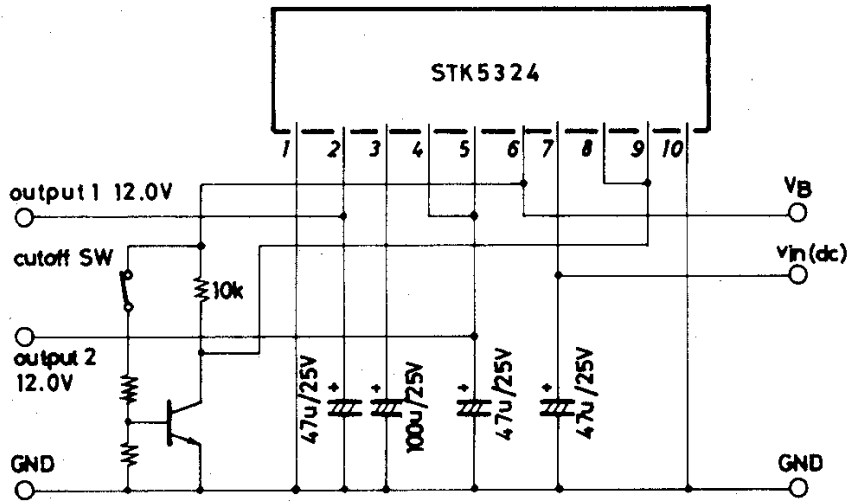 STK5324
1 2 3 4 5 6 7 8 9 10
output 1 12.0V
VB
cutoff SW
vin(dc)
10k
output 2
12.0V
47u/25V
100u/25V
47u/25V
47u/25V
GND
GND